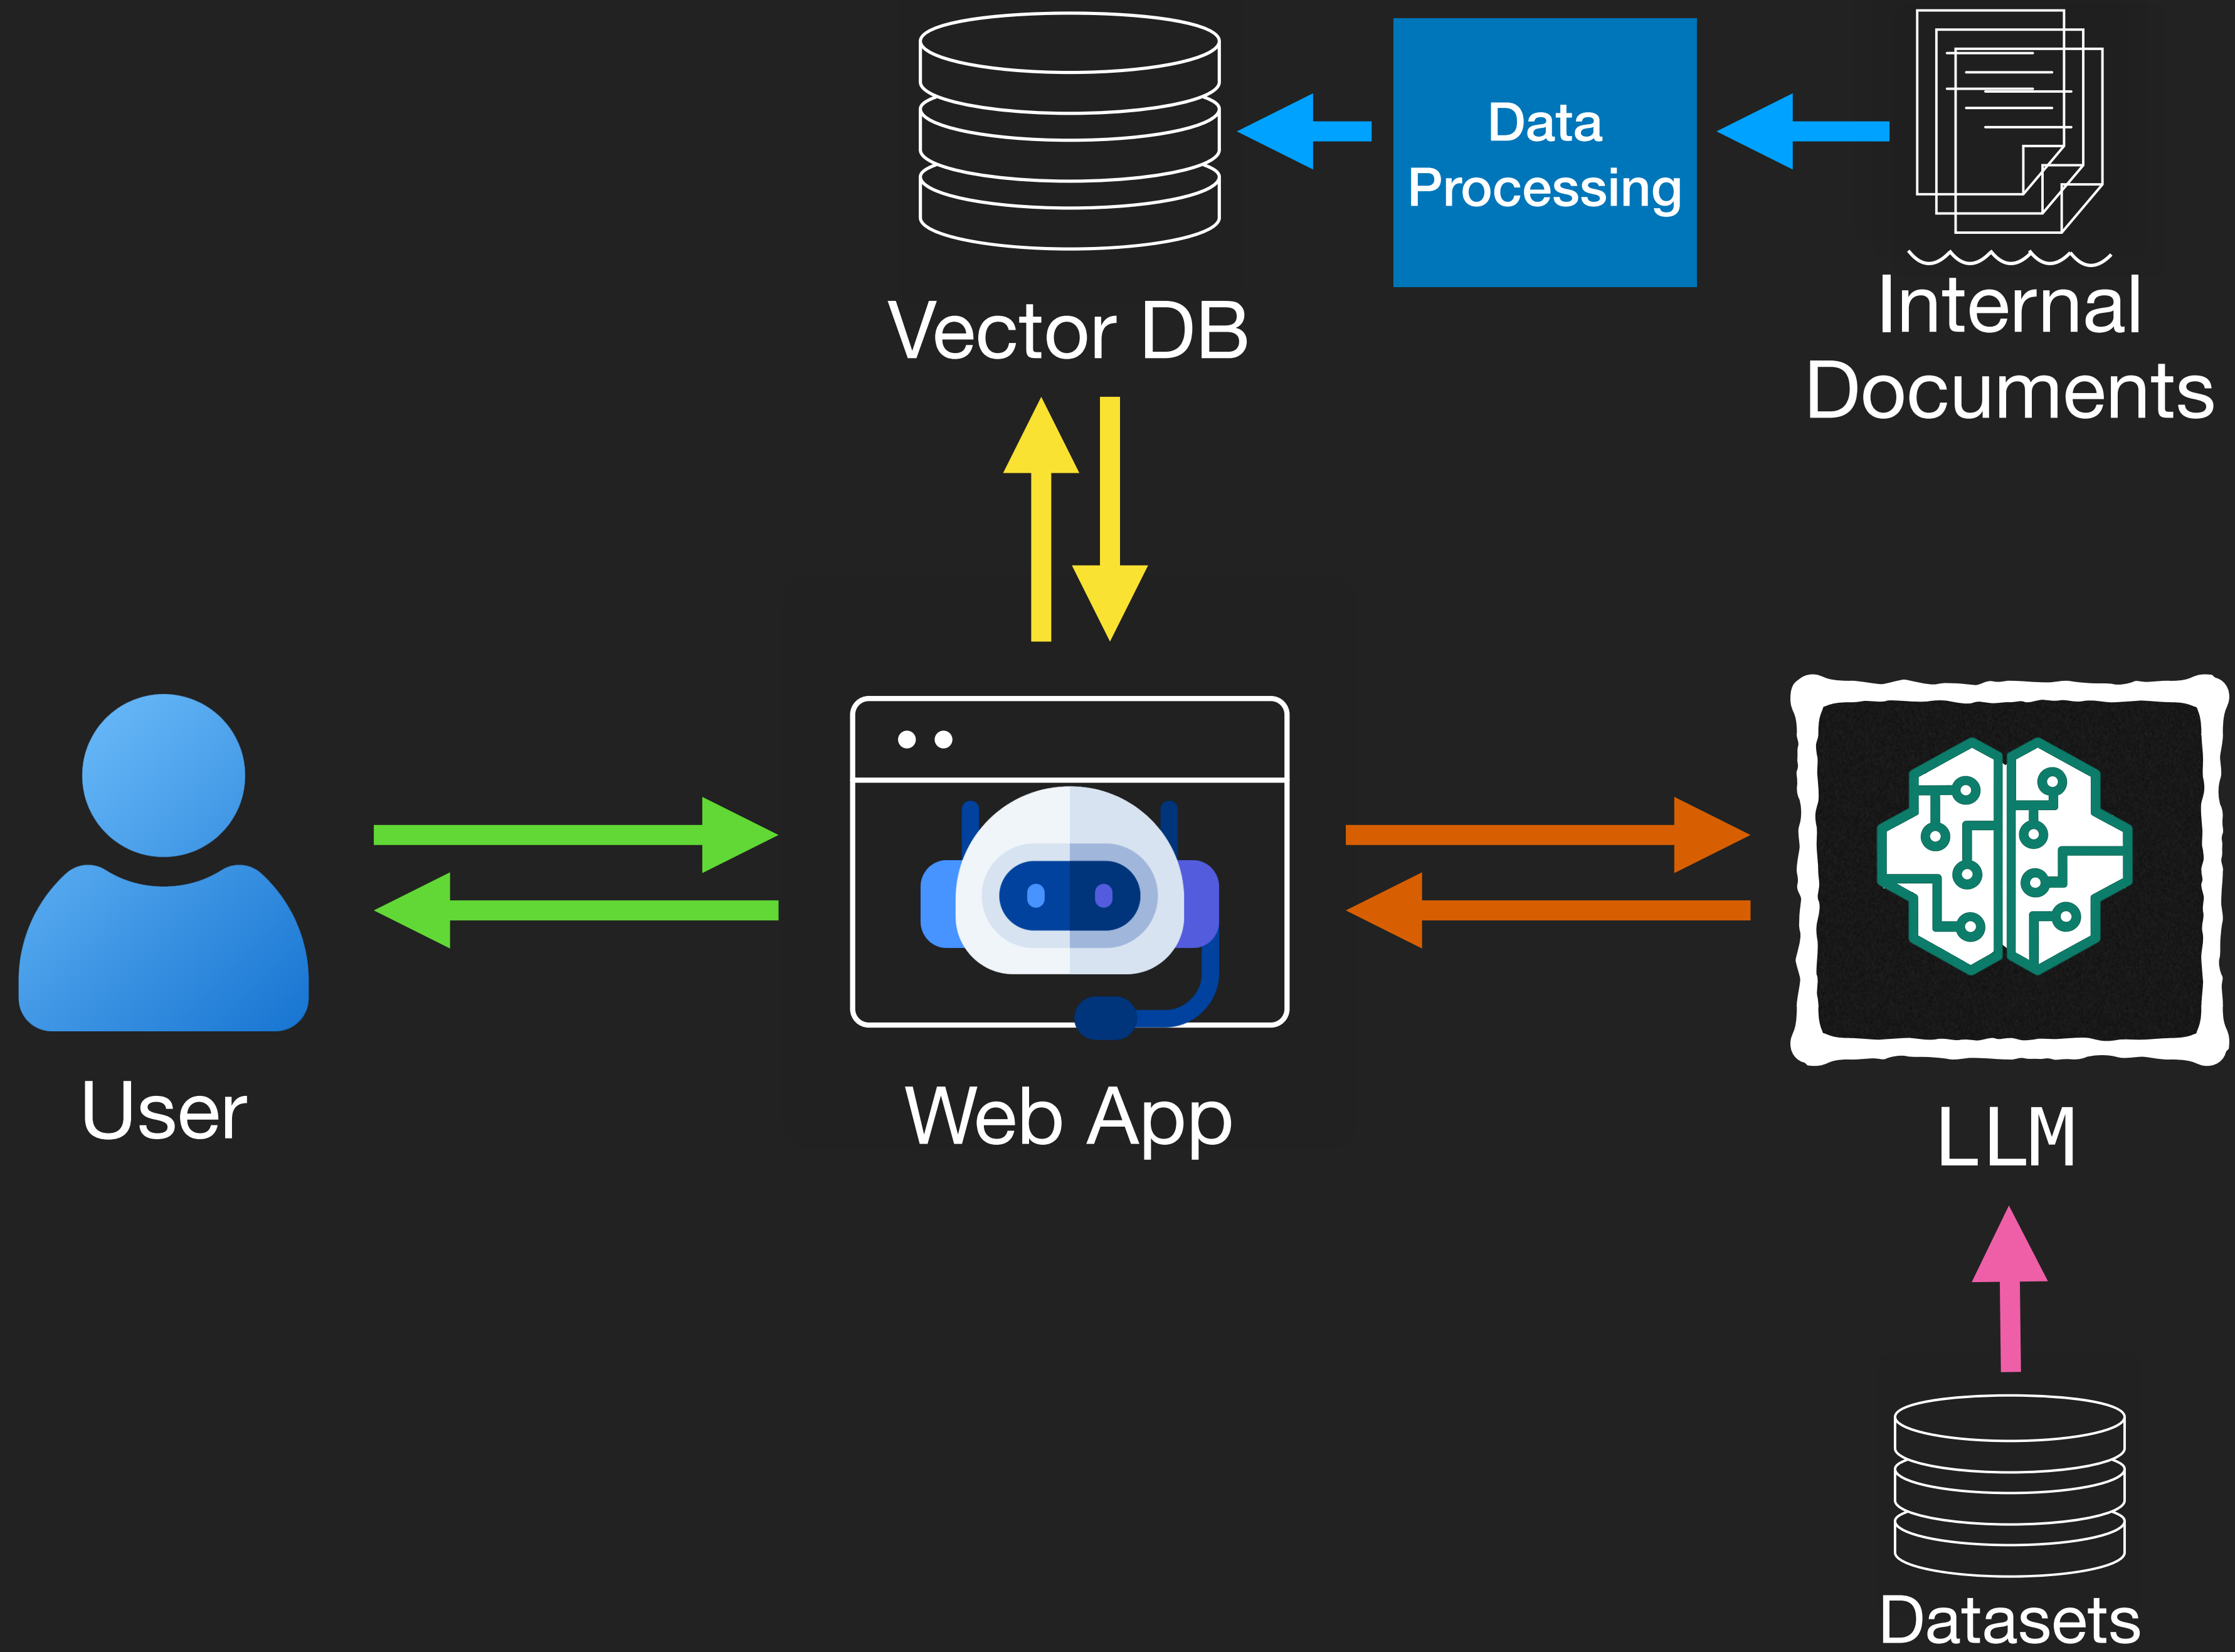 Data
Processing
Vector DB
Internal
Documents
User
Web App
LLM
Datasets